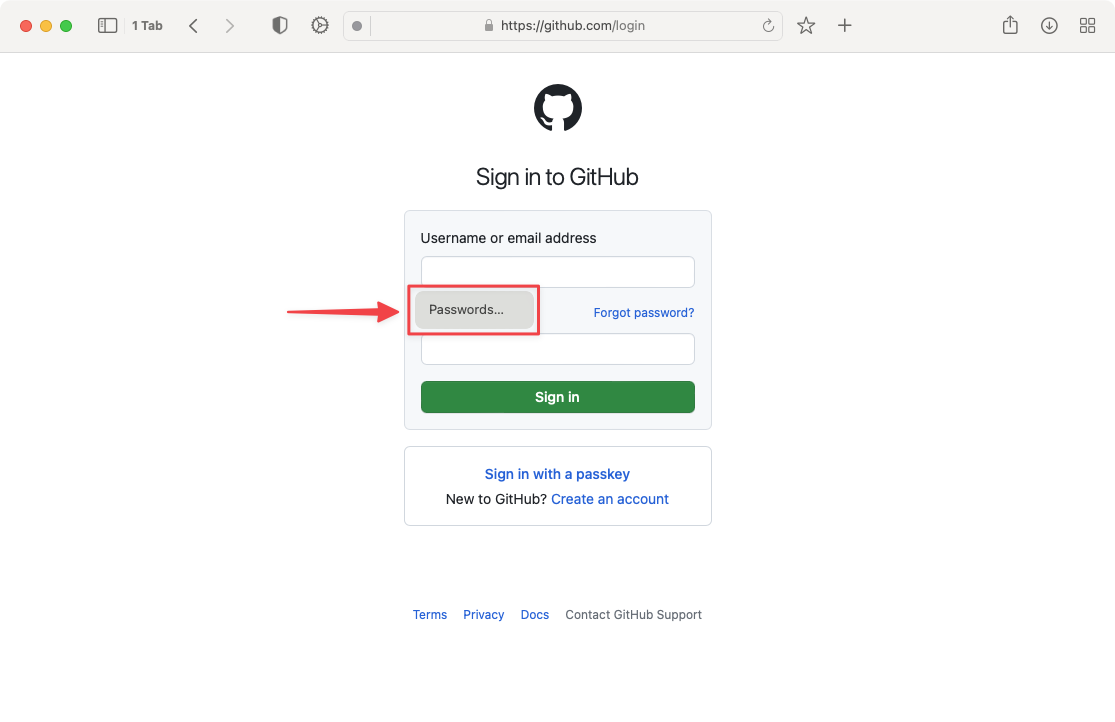 1 Tab
https://github.com/login
Sign in to GitHub
Username or email address
Passwords...
Forgot password?
Sign in
Sign in with a passkey
New to GitHub? Create an account
Terms Privacy Docs Contact GitHub Support